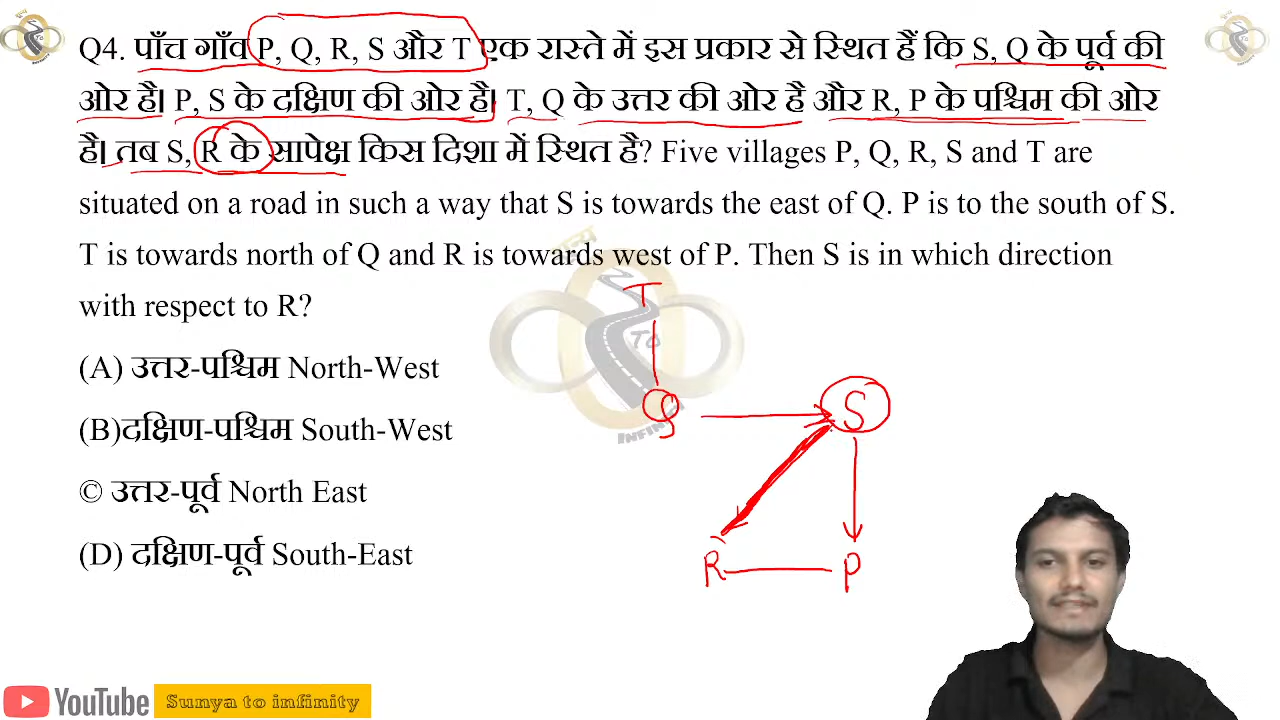 Q4. पाँच गाँव P, Q, R, S और T एक रास्ते में इस प्रकार से स्थित हैं कि S, Q के पूर्व की
ओर है। P, S के दक्षिण की ओर है। T, Q के उत्तर की ओर है और R, P के पश्चिम की ओर
है। तब S, R के सापेक्ष किस दिशा में स्थित है? Five villages P, Q, R, S and T are
situated on a road in such a way that S is towards the east of Q. P is to the south of S.
T is towards north of Q and R is towards west of P. Then S is in which direction
with respect to R?
(A) उत्तर-पश्चिम North-West
(B)दक्षिण-पश्चिम South-West
© उत्तर-पूर्व North East
(D) दक्षिण-पूर्व South-East
शून्य
TO
INFINITY
T
Q S
R P
YouTube Sunya to infinity